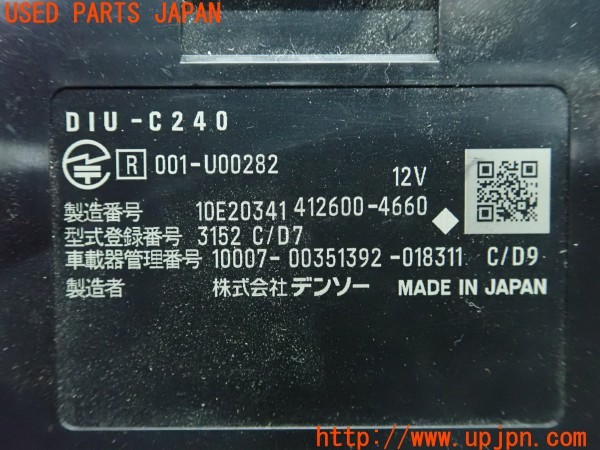 USED PARTS JAPAN
DIU-C240
R 001-U00282 12V
製造番号 10E20341 412600-4660
型式登録番号 3152 C/D7
車載器管理番号 10007-00351392-018311 C/D9
製造者 株式会社デンソー MADE IN JAPAN
http://www.upjpn.com/